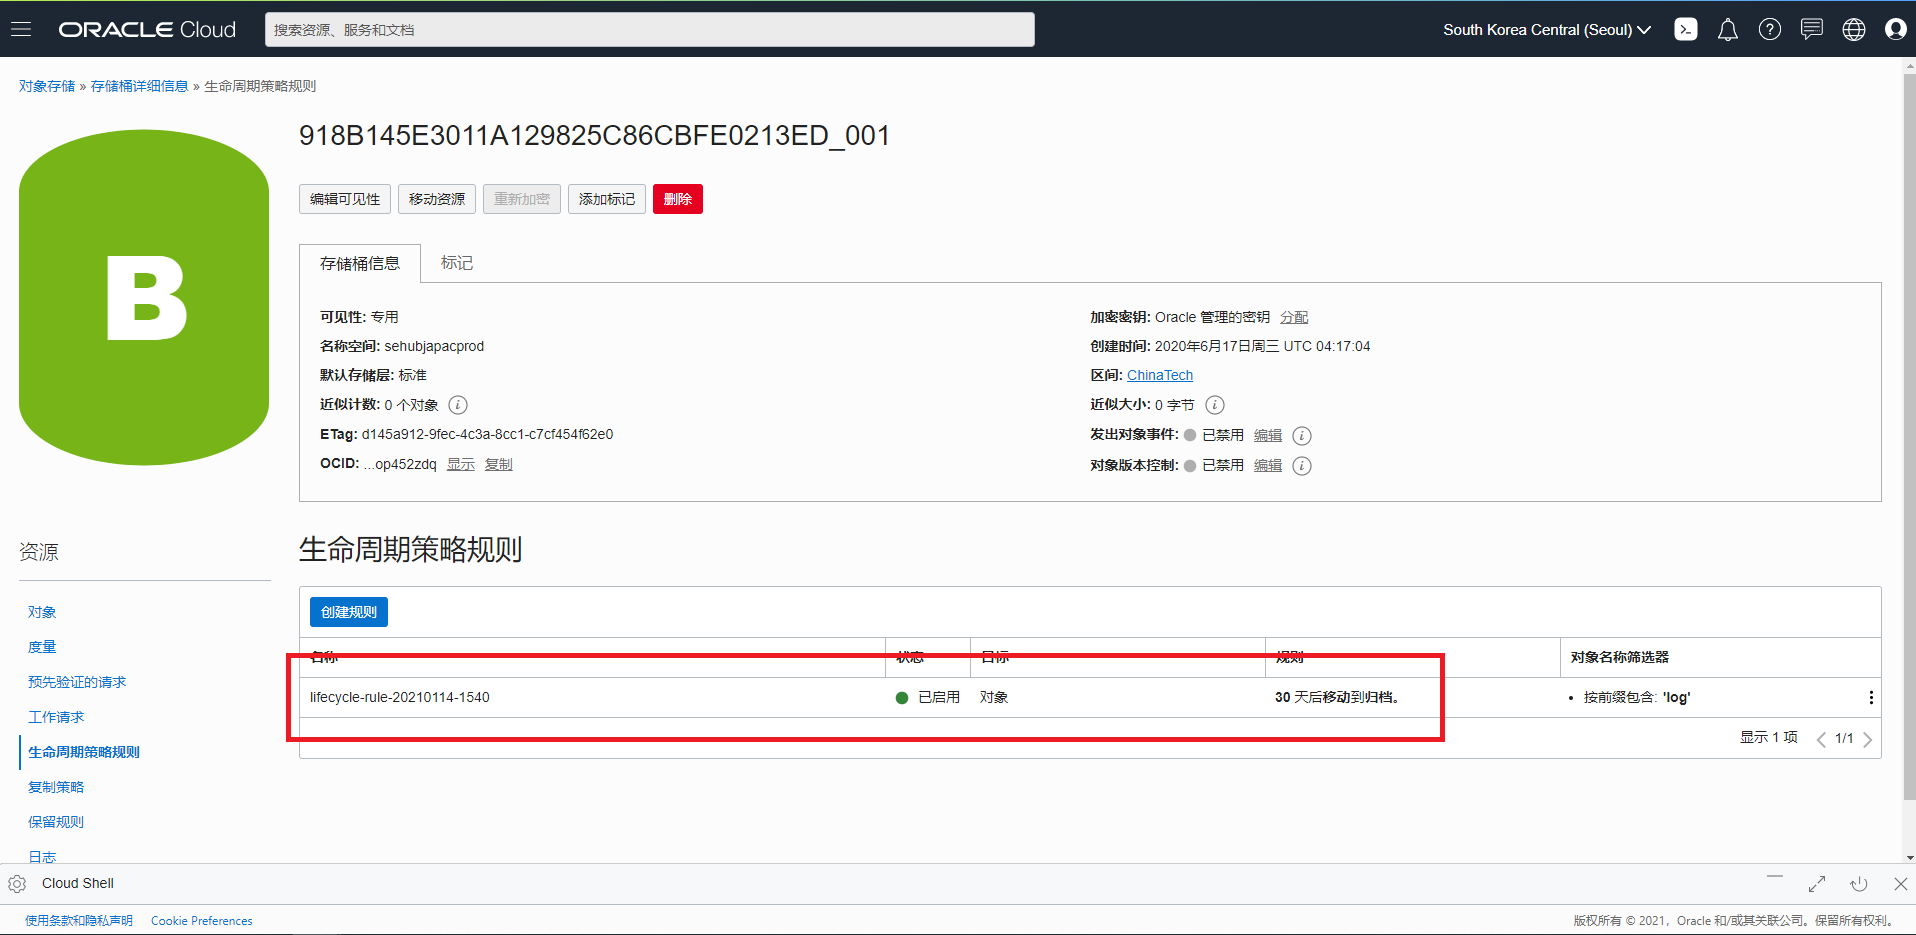 ORACLE Cloud
搜索资源、服务和文档
South Korea Central (Seoul)
对象存储 » 存储桶详细信息 » 生命周期策略规则
B
918B145E3011A129825C86CBFE0213ED_001
编辑可见性 移动资源 重新加密 添加标记 删除
存储桶信息 标记
可见性: 专用
名称空间: sehubjapacprod
默认存储层: 标准
近似计数: 0 个对象
ETag: d145a912-9fec-4c3a-8cc1-c7cf454f62e0
OCID: ...op452zdq 显示 复制
加密密钥: Oracle 管理的密钥 分配
创建时间: 2020年6月17日周三 UTC 04:17:04
区间: ChinaTech
近似大小: 0 字节
发出对象事件: 已禁用 编辑
对象版本控制: 已禁用 编辑
资源
对象
度量
预先验证的请求
工作请求
生命周期策略规则
复制策略
保留规则
日志
生命周期策略规则
创建规则
名称 状态 目标 规则 对象名称筛选器
lifecycle-rule-20210114-1540 已启用 对象 30 天后移动到归档。 • 按前缀包含: 'log'
显示 1 项 1/1
Cloud Shell
使用条款和隐私声明 Cookie Preferences
版权所有 © 2021，Oracle 和/或其关联公司。保留所有权利。